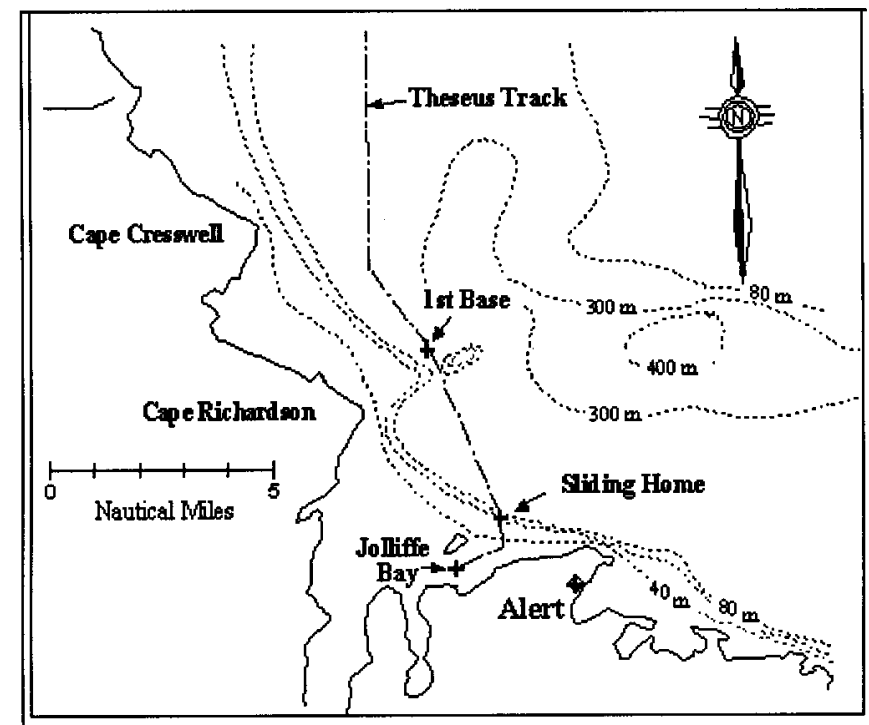 Theseus Track
N
Cape Cresswell
1st Base
80 m
300 m
400 m
Cape Richardson
300 m
0
5
Nautical Miles
Sliding Home
Jolliffe
Bay
Alert
40 m
80 m